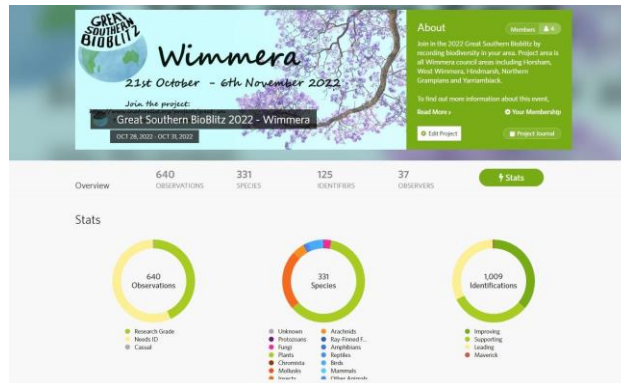 GREAT
SOUTHERN
BIOBLITZ
Wimmera
21st October - 6th November 2022
Join the project:
Great Southern BioBlitz 2022 - Wimmera
OCT 28, 2022 - OCT 31, 2022
About
Members 4
Join in the 2022 Great Southern Bioblitz by
recording biodiversity in your area. Project area is
all Wimmera council areas including Horsham,
West Wimmera, Hindmarsh, Northern
Grampians and Yarriambiack.
To find out more information about this event,
Read More >
Your Membership
Edit Project
Project Journal
Overview
640
OBSERVATIONS
331
SPECIES
125
IDENTIFIERS
37
OBSERVERS
Stats
Stats
640
Observations
Research Grade
Needs ID
Casual
331
Species
Unknown
Protozoans
Fungi
Plants
Chromista
Mollusks
Insects
Arachnids
Ray-Finned F...
Amphibians
Reptiles
Birds
Mammals
Other Animals
1,009
Identifications
Improving
Supporting
Leading
Maverick